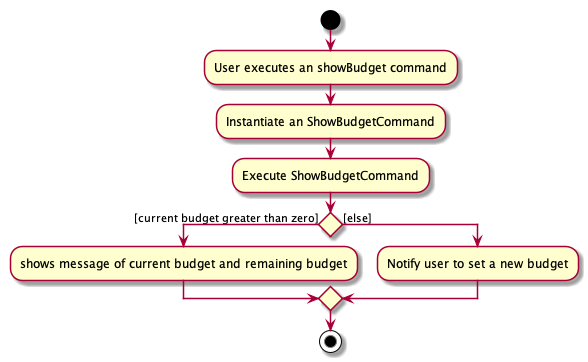 User executes an showBudget command
Instantiate an ShowBudgetCommand
Execute ShowBudgetCommand
[current budget greater than zero]
[else]
shows message of current budget and remaining budget
Notify user to set a new budget